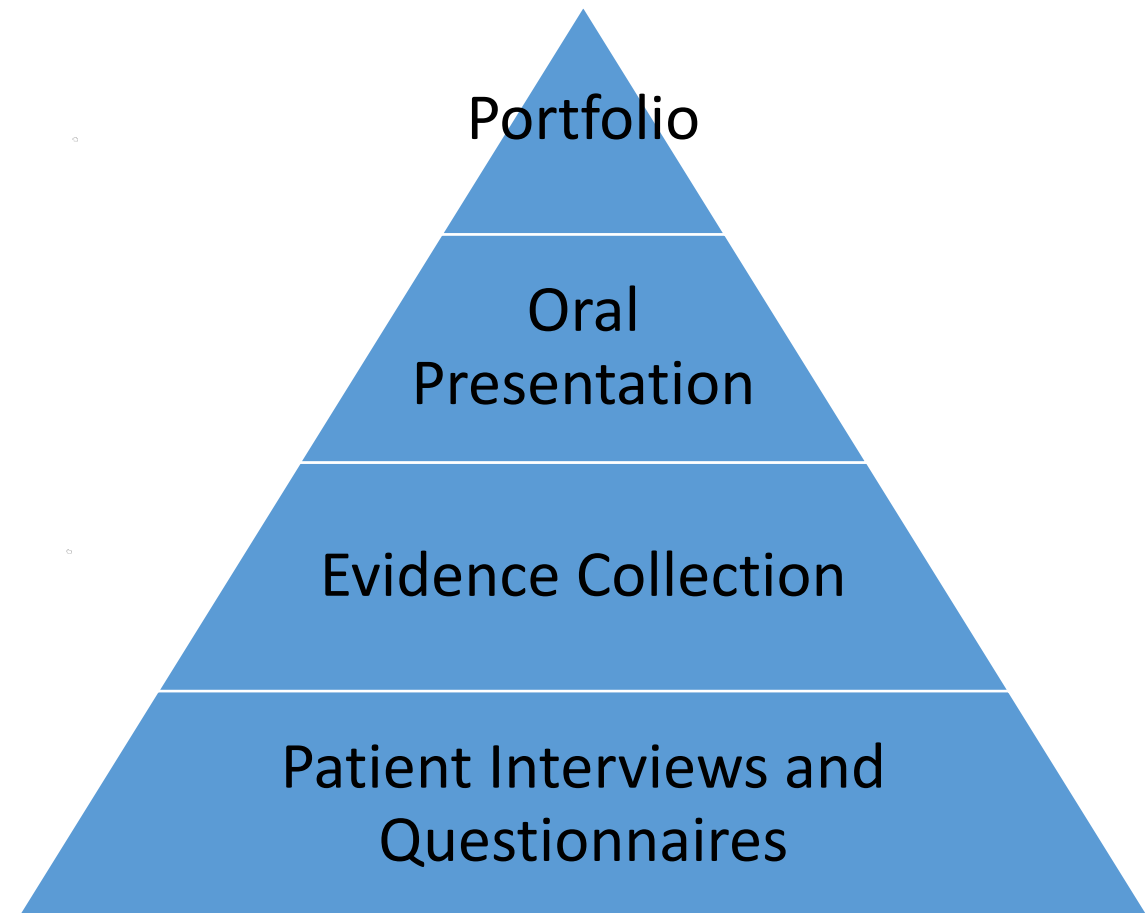 Portfolio
Oral
Presentation
Evidence Collection
Patient Interviews and
Questionnaires